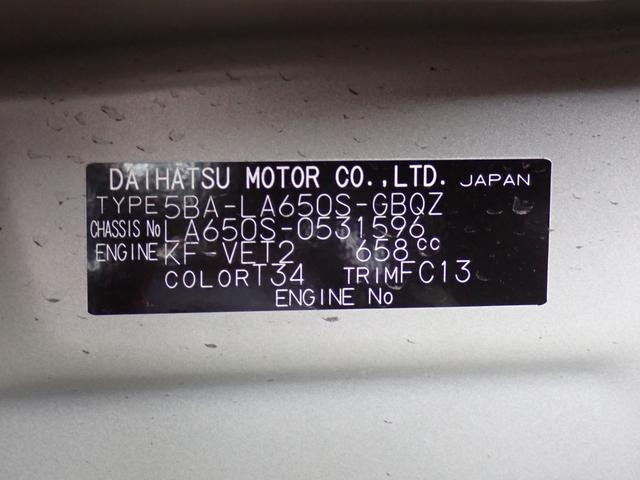 DAIHATSU MOTOR CO.,LTD. JAPAN
TYPE 5BA-LA650S-GBQZ
CHASSIS No LA650S-0531596
ENGINE KF-VET2 658cc
COLOR T34 TRIM FC13
ENGINE No